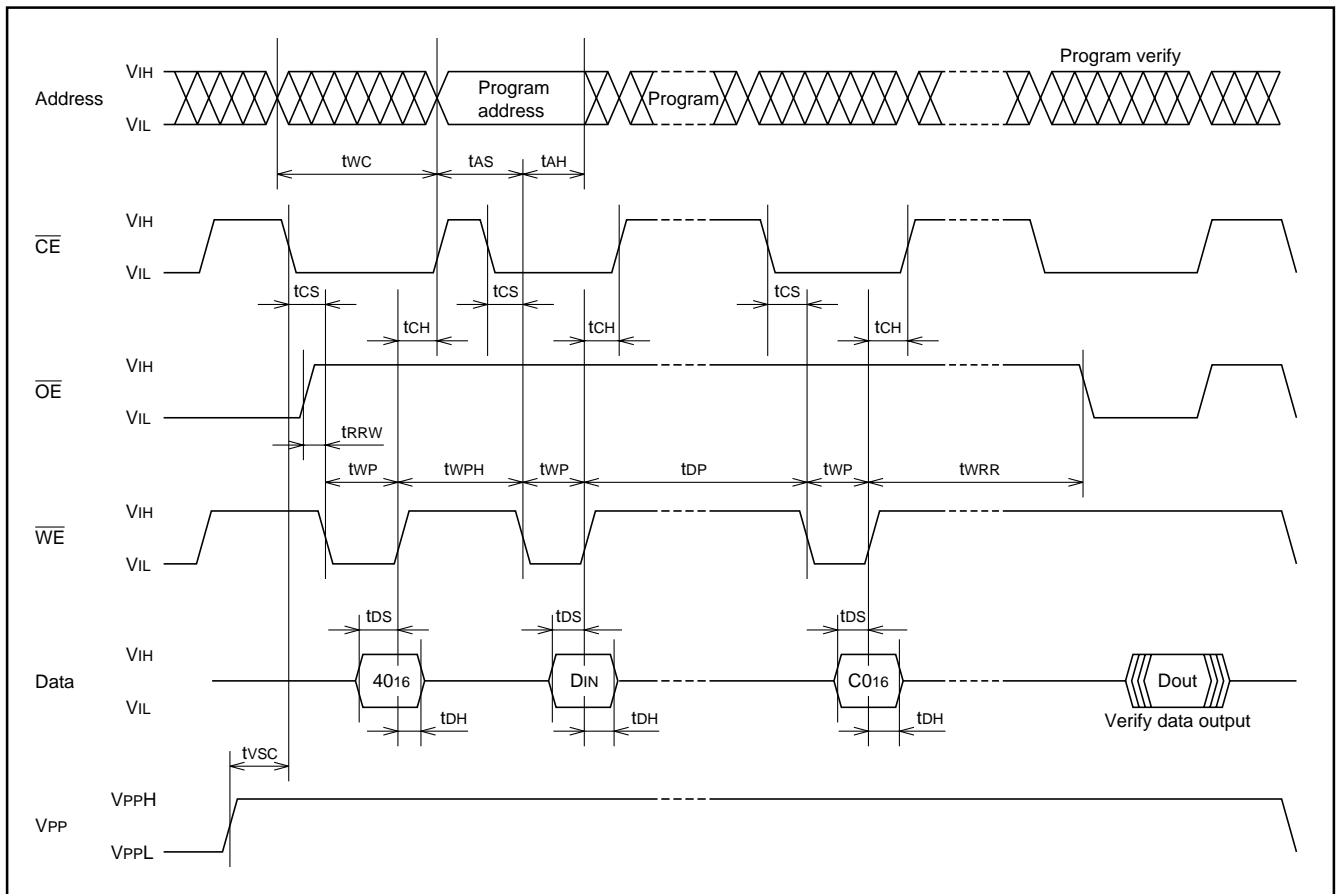 Program verify
VIH
Address
Program address
Program
VIL
tWC
tAS
tAH
VIH
CE
VIL
tCS
tCS
tCS
tCH
tCH
tCH
VIH
OE
VIL
tRRW
tWP
tWPH
tWP
tDP
tWP
tWRR
VIH
WE
VIL
tDS
tDS
tDS
VIH
Data
4016
DIN
C016
Dout
VIL
Verify data output
tDH
tDH
tDH
tVSC
VPPH
VPP
VPPL